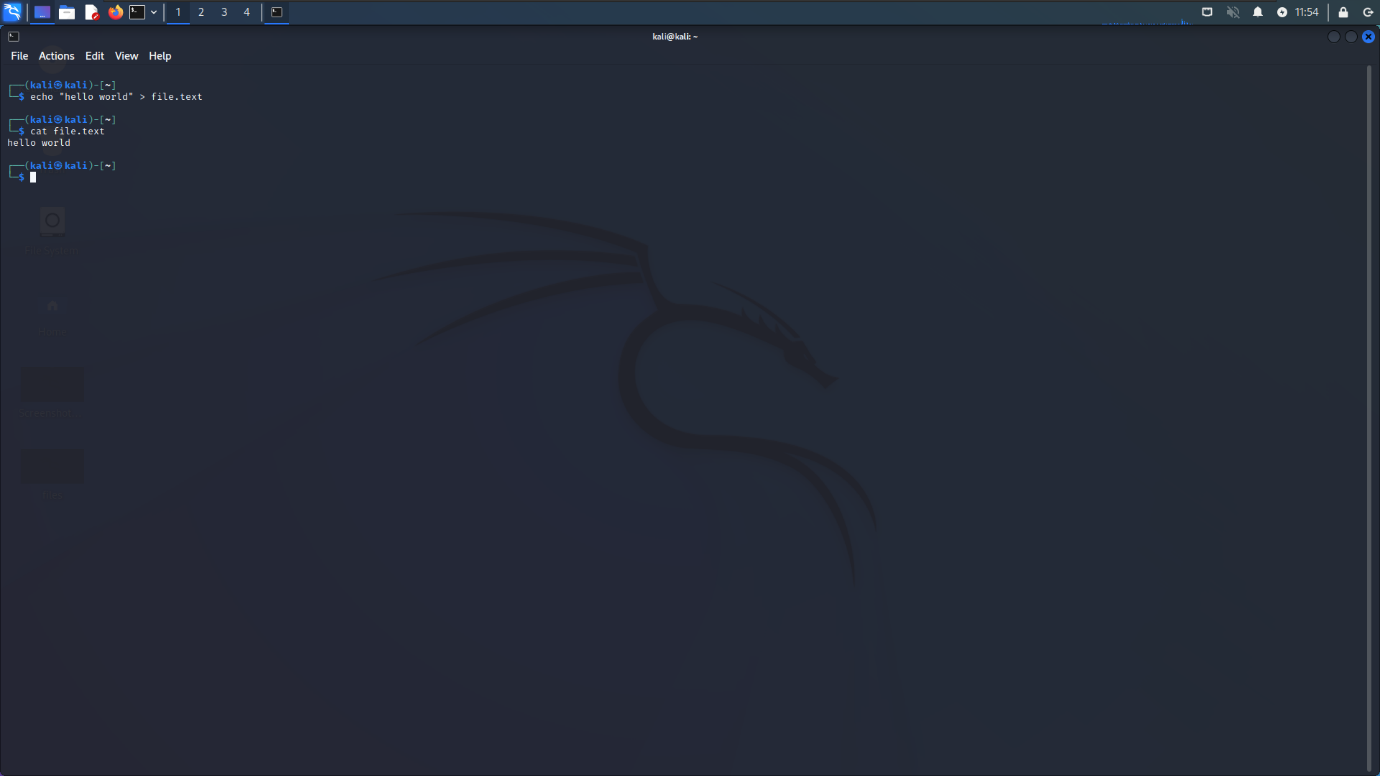 1 2 3 4 11:54
kali@kali: ~
File Actions Edit View Help
┌──(kali㉿kali)-[~]
└─$ echo "hello world" > file.text
┌──(kali㉿kali)-[~]
└─$ cat file.text
hello world
┌──(kali㉿kali)-[~]
└─$
Home